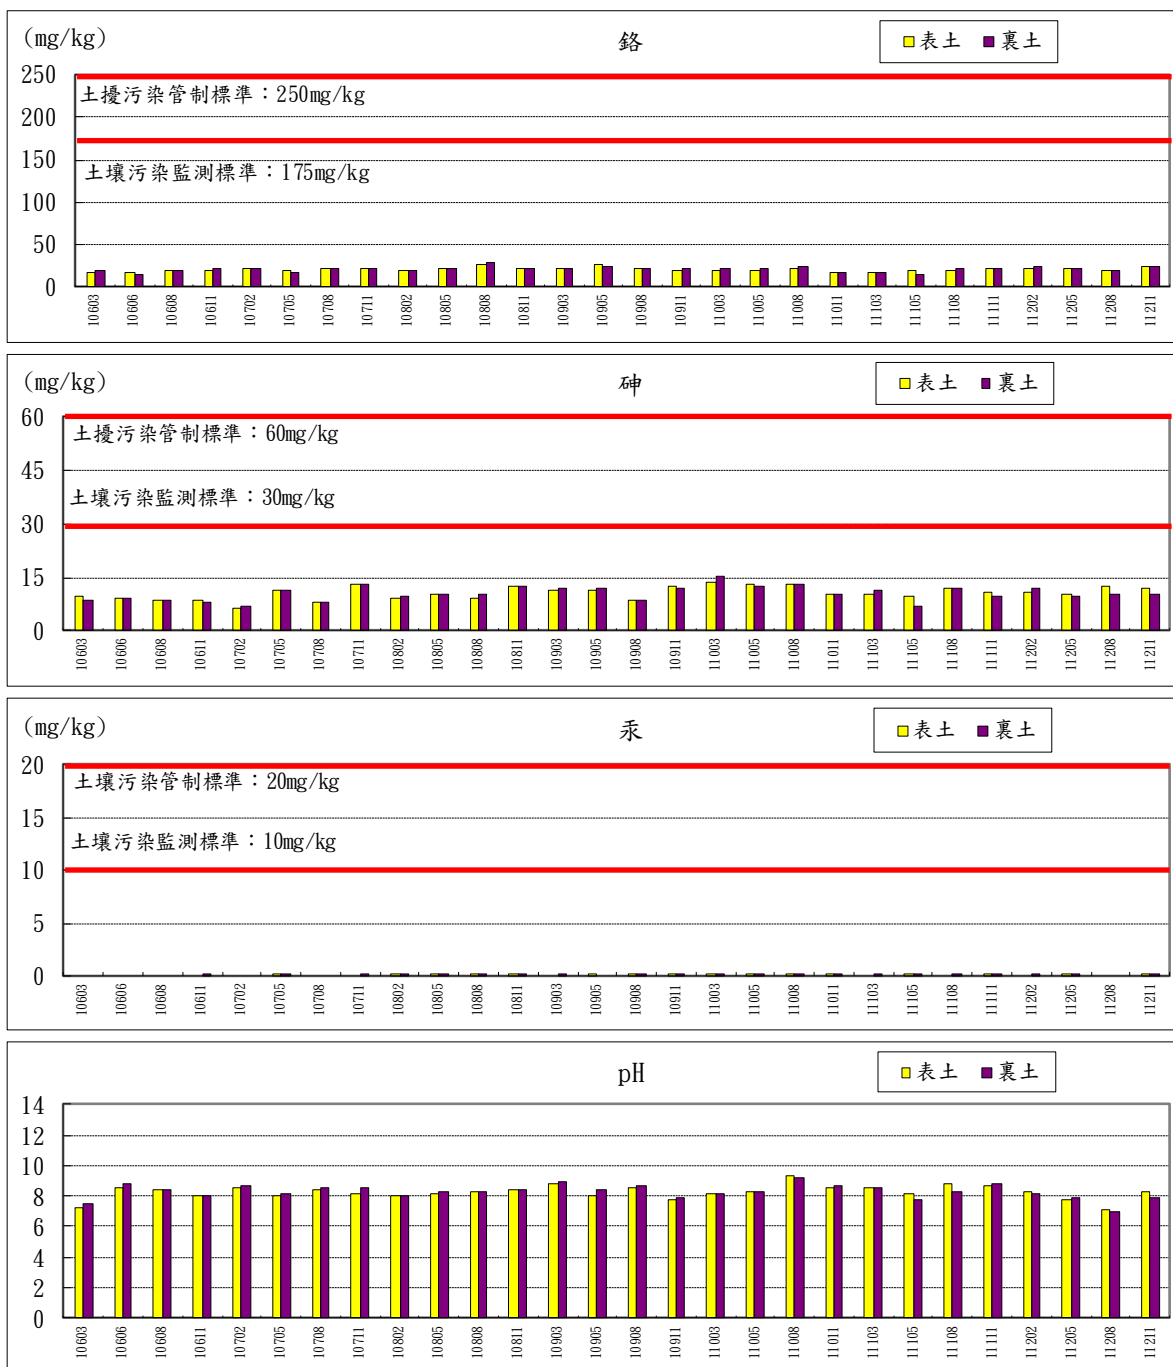 (mg/kg)
鉻
表土 裏土
250
土擾污染管制標準：250mg/kg
200
土壤污染監測標準：175mg/kg
150
100
50
0
10603 10606 10608 10611 10702 10705 10708 10711 10802 10805 10808 10811 10903 10905 10908 10911 11003 11005 11008 11011 11103 11105 11108 11111 11202 11205 11208 11211
(mg/kg)
砷
表土 裏土
60
土擾污染管制標準：60mg/kg
45
土壤污染監測標準：30mg/kg
30
15
0
10603 10606 10608 10611 10702 10705 10708 10711 10802 10805 10808 10811 10903 10905 10908 10911 11003 11005 11008 11011 11103 11105 11108 11111 11202 11205 11208 11211
(mg/kg)
汞
表土 裏土
20
土壤污染管制標準：20mg/kg
15
土壤污染監測標準：10mg/kg
10
5
0
10603 10606 10608 10611 10702 10705 10708 10711 10802 10805 10808 10811 10903 10905 10908 10911 11003 11005 11008 11011 11103 11105 11108 11111 11202 11205 11208 11211
pH
表土 裏土
14
12
10
8
6
4
2
0
10603 10606 10608 10611 10702 10705 10708 10711 10802 10805 10808 10811 10903 10905 10908 10911 11003 11005 11008 11011 11103 11105 11108 11111 11202 11205 11208 11211